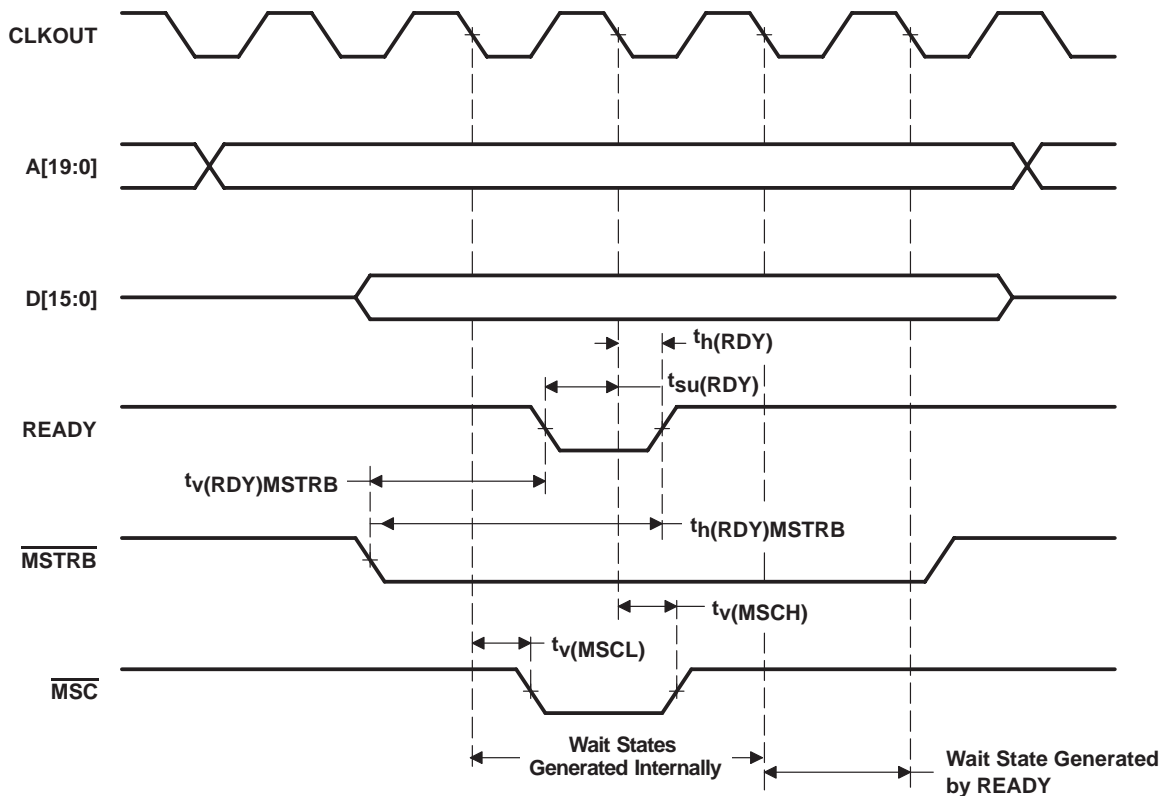 CLKOUT
A[19:0]
D[15:0]
th(RDY)
tsu(RDY)
READY
tv(RDY)MSTRB
th(RDY)MSTRB
MSTRB
tv(MSCH)
tv(MSCL)
MSC
Wait States
Generated Internally
Wait State Generated
by READY